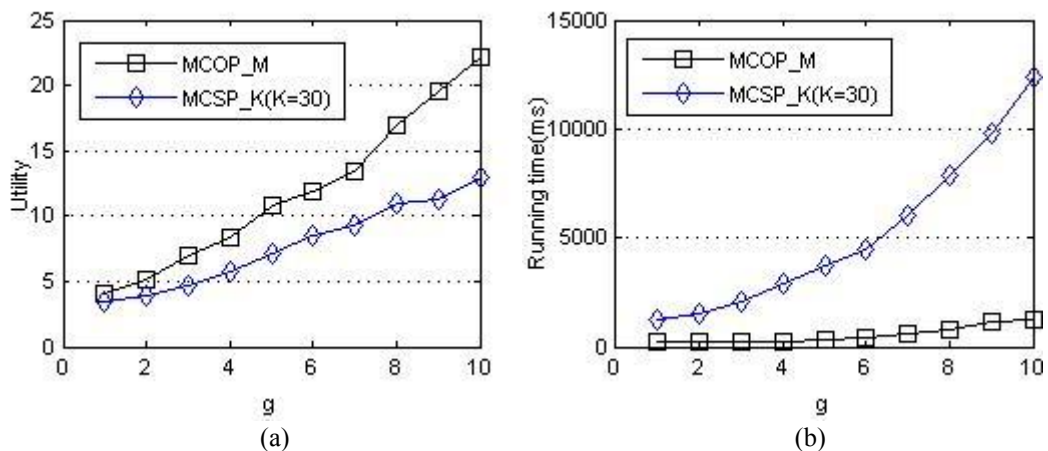 25
20
15
10
5
0
Utility
MCOP_M
MCSP_K(K=30)
0 2 4 6 8 10
g
(a)
15000
10000
5000
0
Running time(ms)
MCOP_M
MCSP_K(K=30)
0 2 4 6 8 10
g
(b)